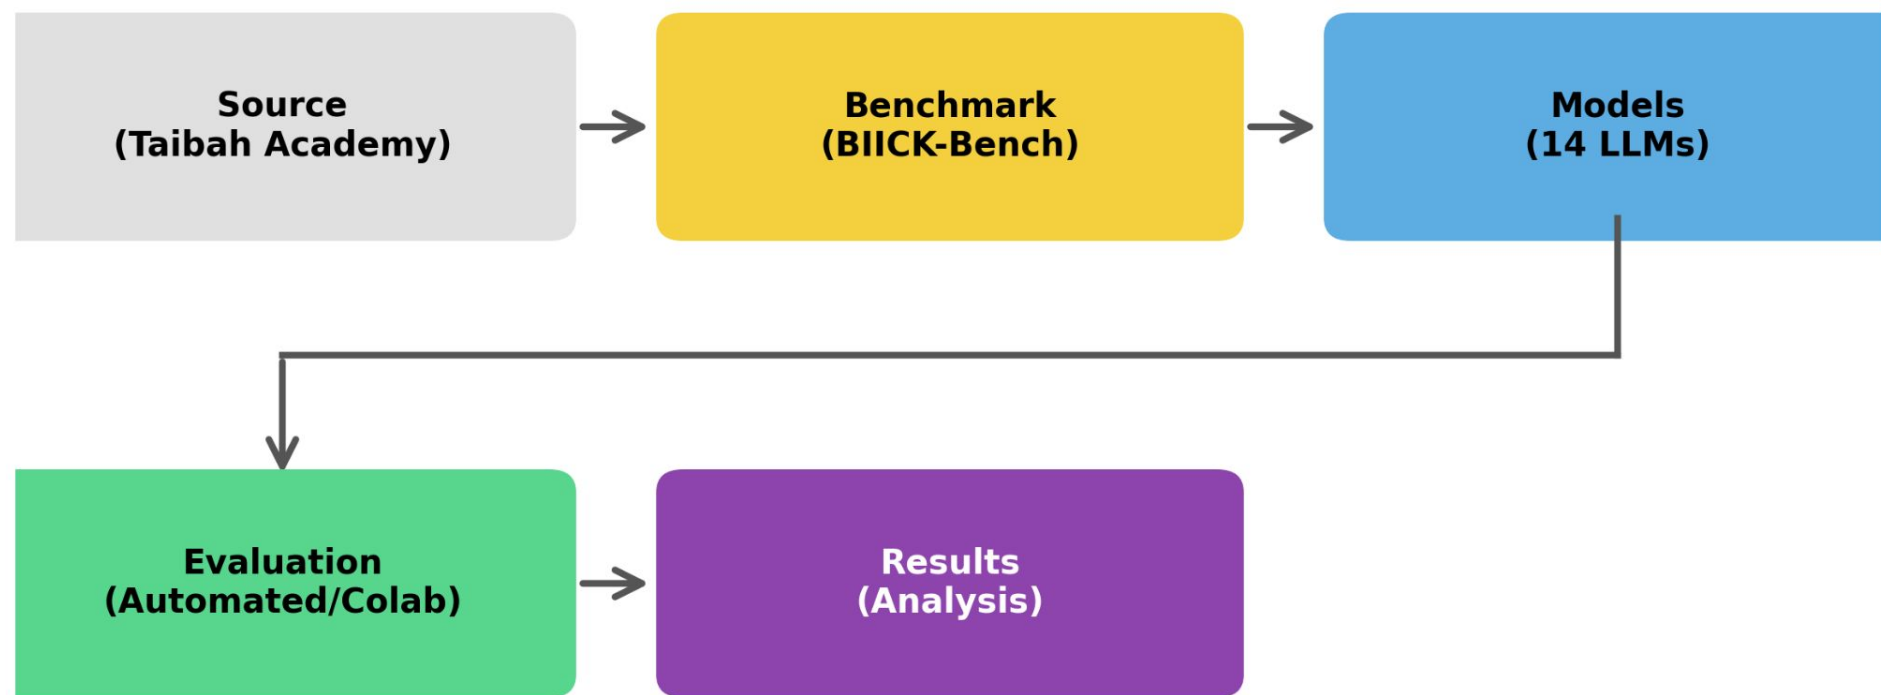 Source
(Taibah Academy)
Benchmark
(BIICK-Bench)
Models
(14 LLMs)
Evaluation
(Automated/Colab)
Results
(Analysis)